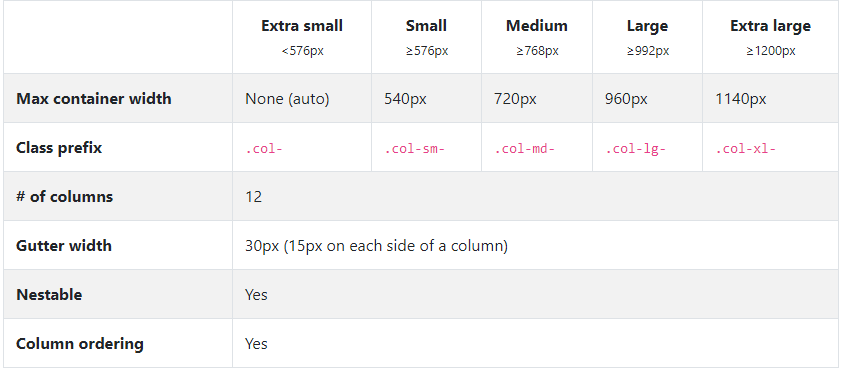 Extra small Small Medium Large Extra large
<576px ≥576px ≥768px ≥992px ≥1200px
Max container width None (auto) 540px 720px 960px 1140px
Class prefix .col- .col-sm- .col-md- .col-lg- .col-xl-
# of columns 12
Gutter width 30px (15px on each side of a column)
Nestable Yes
Column ordering Yes